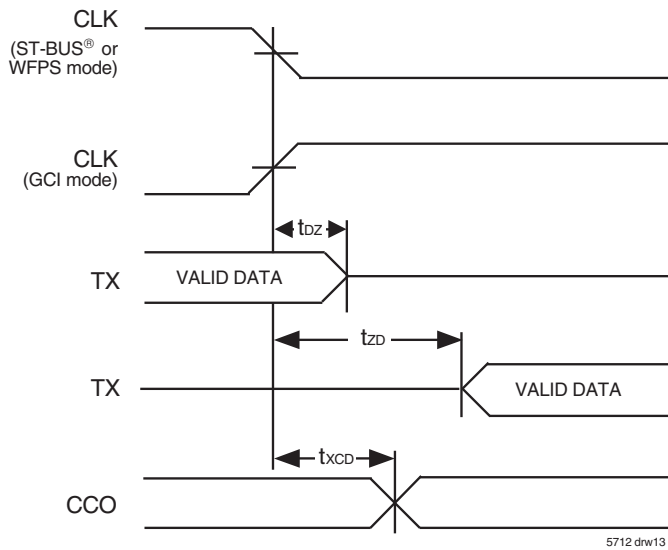 CLK
(ST-BUS® or
WFPS mode)
CLK
(GCI mode)
tDZ
TX
VALID DATA
tZD
TX
VALID DATA
tXCD
CCO
5712 drw13